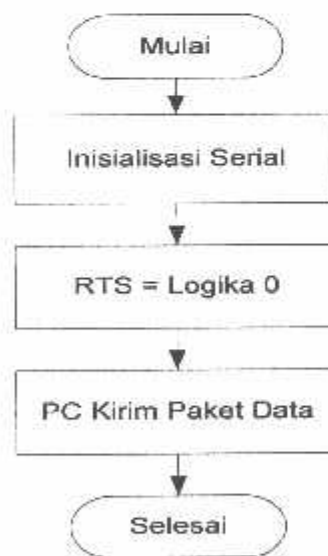 Mulai
Inisialisasi Serial
RTS = Logika 0
PC Kirim Paket Data
Selesai